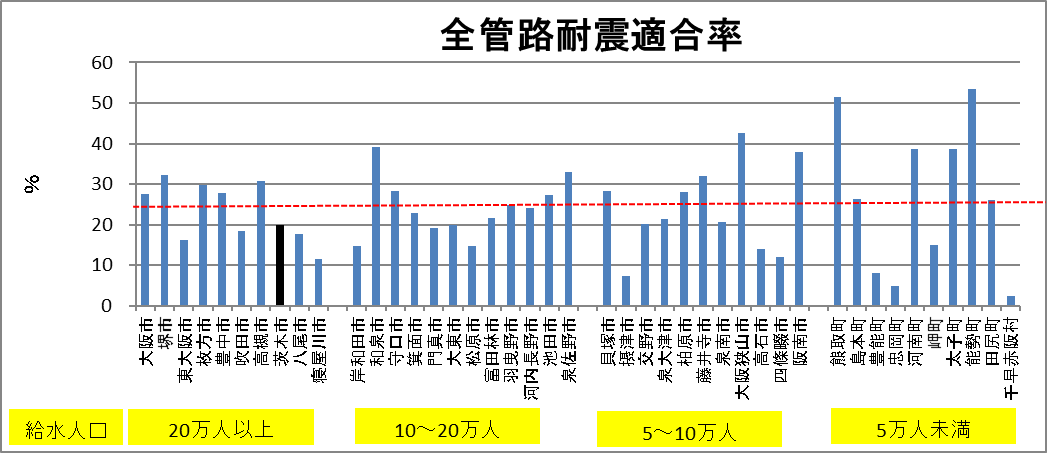 全管路耐震適合率
60
50
40
30
20
10
0
%
大阪市
堺市
東大阪市
枚方市
豊中市
吹田市
高槻市
茨木市
八尾市
寝屋川市
岸和田市
和泉市
守口市
箕面市
門真市
大東市
松原市
富田林市
羽曳野市
河内長野市
池田市
泉佐野市
貝塚市
摂津市
交野市
泉大津市
柏原市
藤井寺市
泉南市
大阪狭山市
高石市
四條畷市
阪南市
熊取町
島本町
豊能町
忠岡町
河南町
岬町
太子町
能勢町
田尻町
千早赤阪村
給水人口
20万人以上
10～20万人
5～10万人
5万人未満